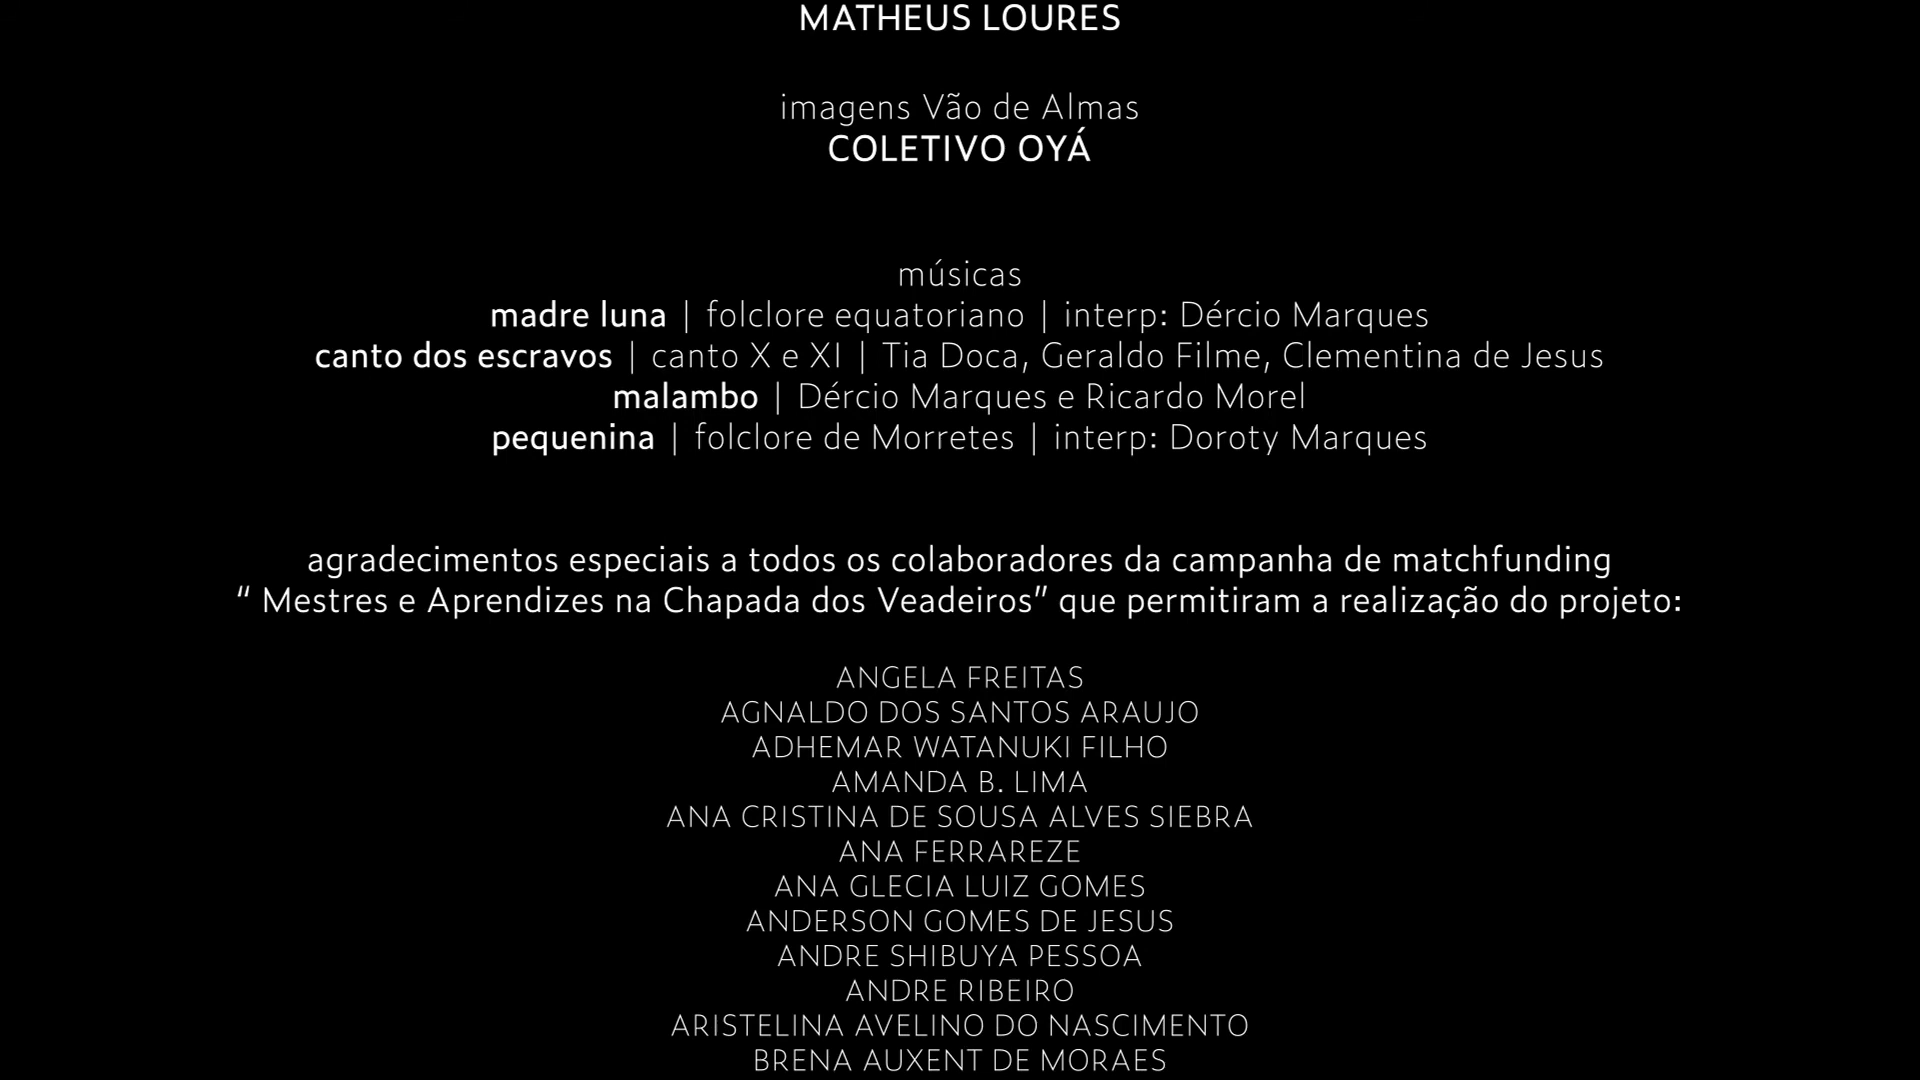 MATHEUS LOURES
imagens Vão de Almas
COLETIVO OYÁ
músicas
madre luna | folclore equatoriano | interp: Dércio Marques
canto dos escravos | canto X e XI | Tia Doca, Geraldo Filme, Clementina de Jesus
malambo | Dércio Marques e Ricardo Morel
pequenina | folclore de Morretes | interp: Doroty Marques
agradecimentos especiais a todos os colaboradores da campanha de matchfunding
“ Mestres e Aprendizes na Chapada dos Veadeiros” que permitiram a realização do projeto:
ANGELA FREITAS
AGNALDO DOS SANTOS ARAUJO
ADHEMAR WATANUKI FILHO
AMANDA B. LIMA
ANA CRISTINA DE SOUSA ALVES SIEBRA
ANA FERRAREZE
ANA GLECIA LUIZ GOMES
ANDERSON GOMES DE JESUS
ANDRE SHIBUYA PESSOA
ANDRE RIBEIRO
ARISTELINA AVELINO DO NASCIMENTO
BRENA AUXENT DE MORAES